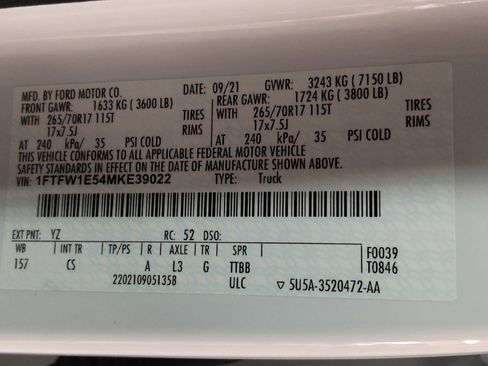 MFD. BY FORD MOTOR CO. DATE: 09/21 GVWR: 3243 KG ( 7150 LB)
FRONT GAWR: 1633 KG ( 3600 LB) REAR GAWR: 1724 KG ( 3800 LB)
WITH 265/70R17 115T TIRES WITH 265/70R17 115T TIRES
17x7.5J RIMS 17x7.5J RIMS
AT 240 kPa/ 35 PSI COLD AT 240 kPa/ 35 PSI COLD
THIS VEHICLE CONFORMS TO ALL APPLICABLE FEDERAL MOTOR VEHICLE
SAFETY STANDARDS IN EFFECT ON THE DATE OF MANUFACTURE SHOWN ABOVE.
VIN: 1FTFW1E54MKE39022 TYPE: Truck
EXT PNT: YZ RC: 52 DSO:
WB INT TR TP/PS R AXLE TR SPR F0039
157 CS A L3 G TTBB T0846
2202109051358 ULC ▽ 5U5A-3520472-AA